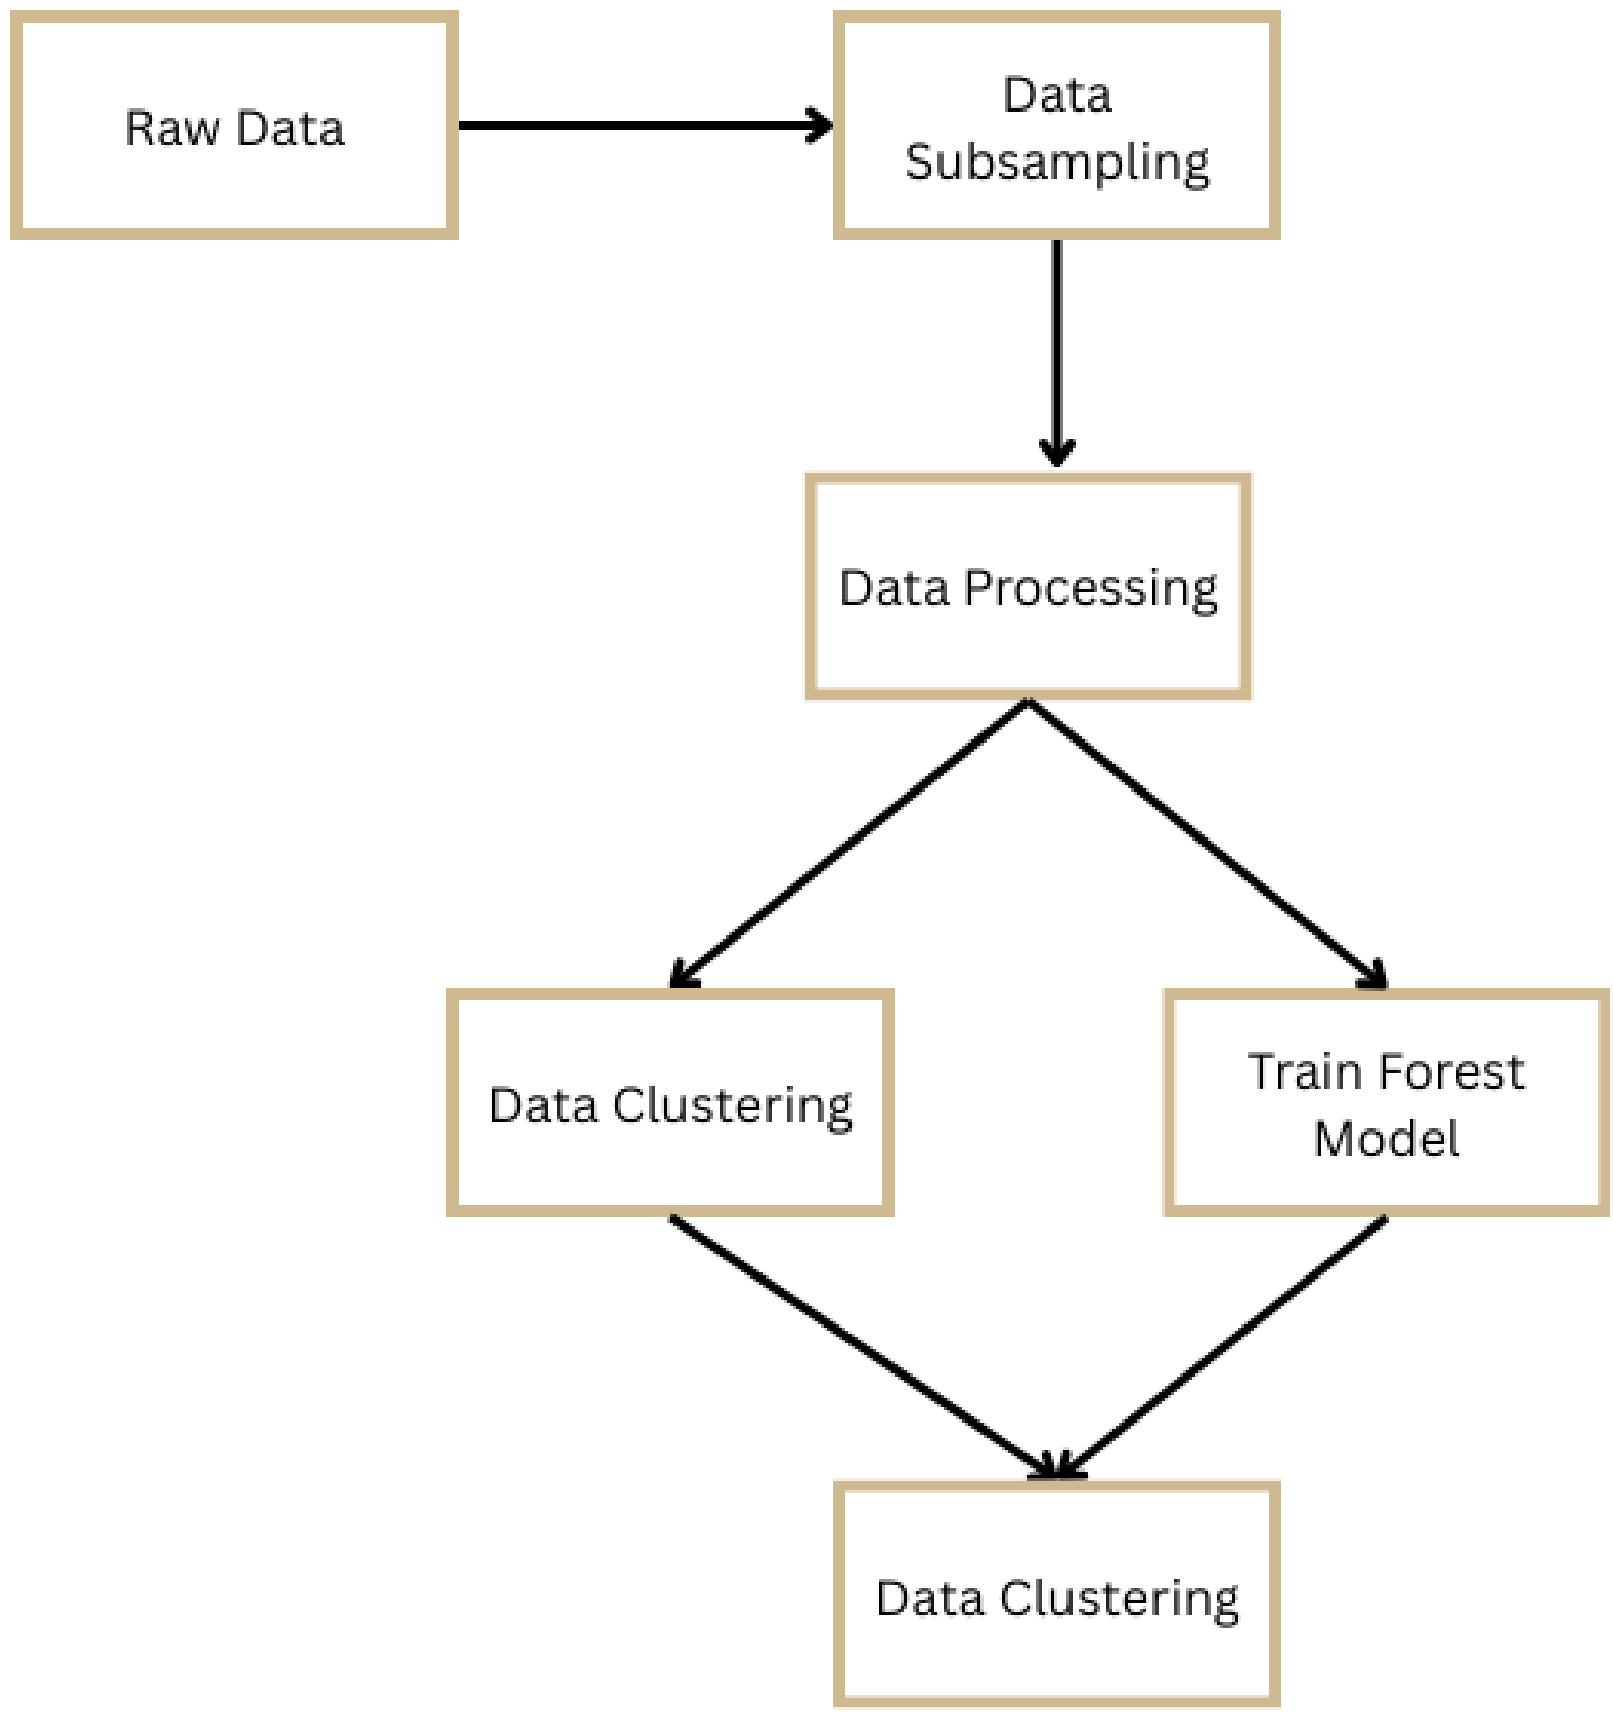 Raw Data
Data
Subsampling
Data Processing
Data Clustering
Train Forest
Model
Data Clustering